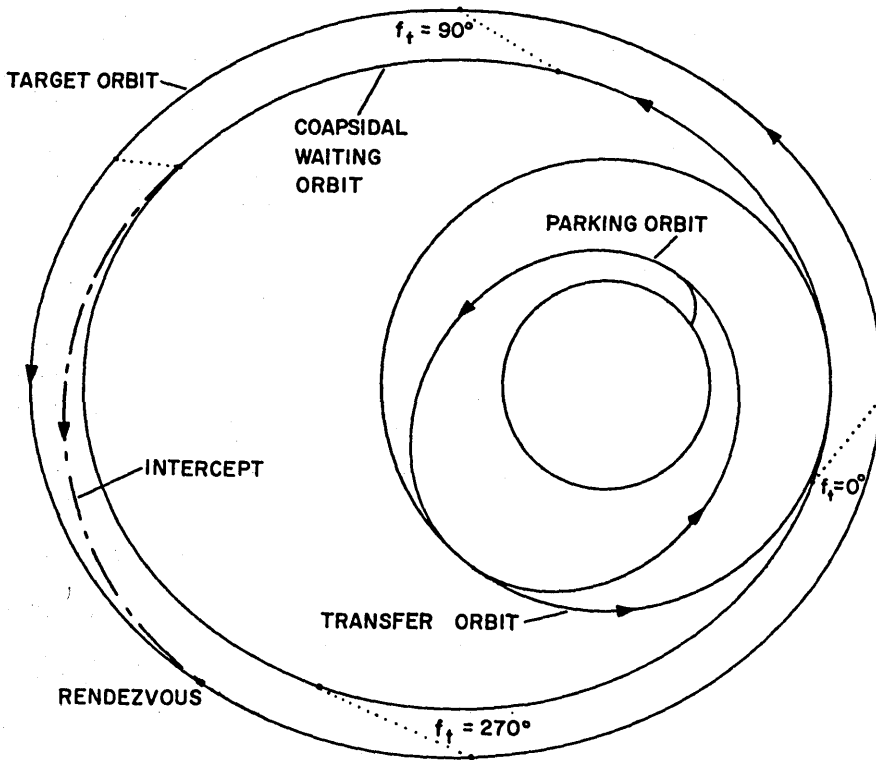 f_t = 90°
TARGET ORBIT
COAPSIDAL
WAITING
ORBIT
PARKING ORBIT
INTERCEPT
f_t = 0°
TRANSFER ORBIT
RENDEZVOUS
f_t = 270°